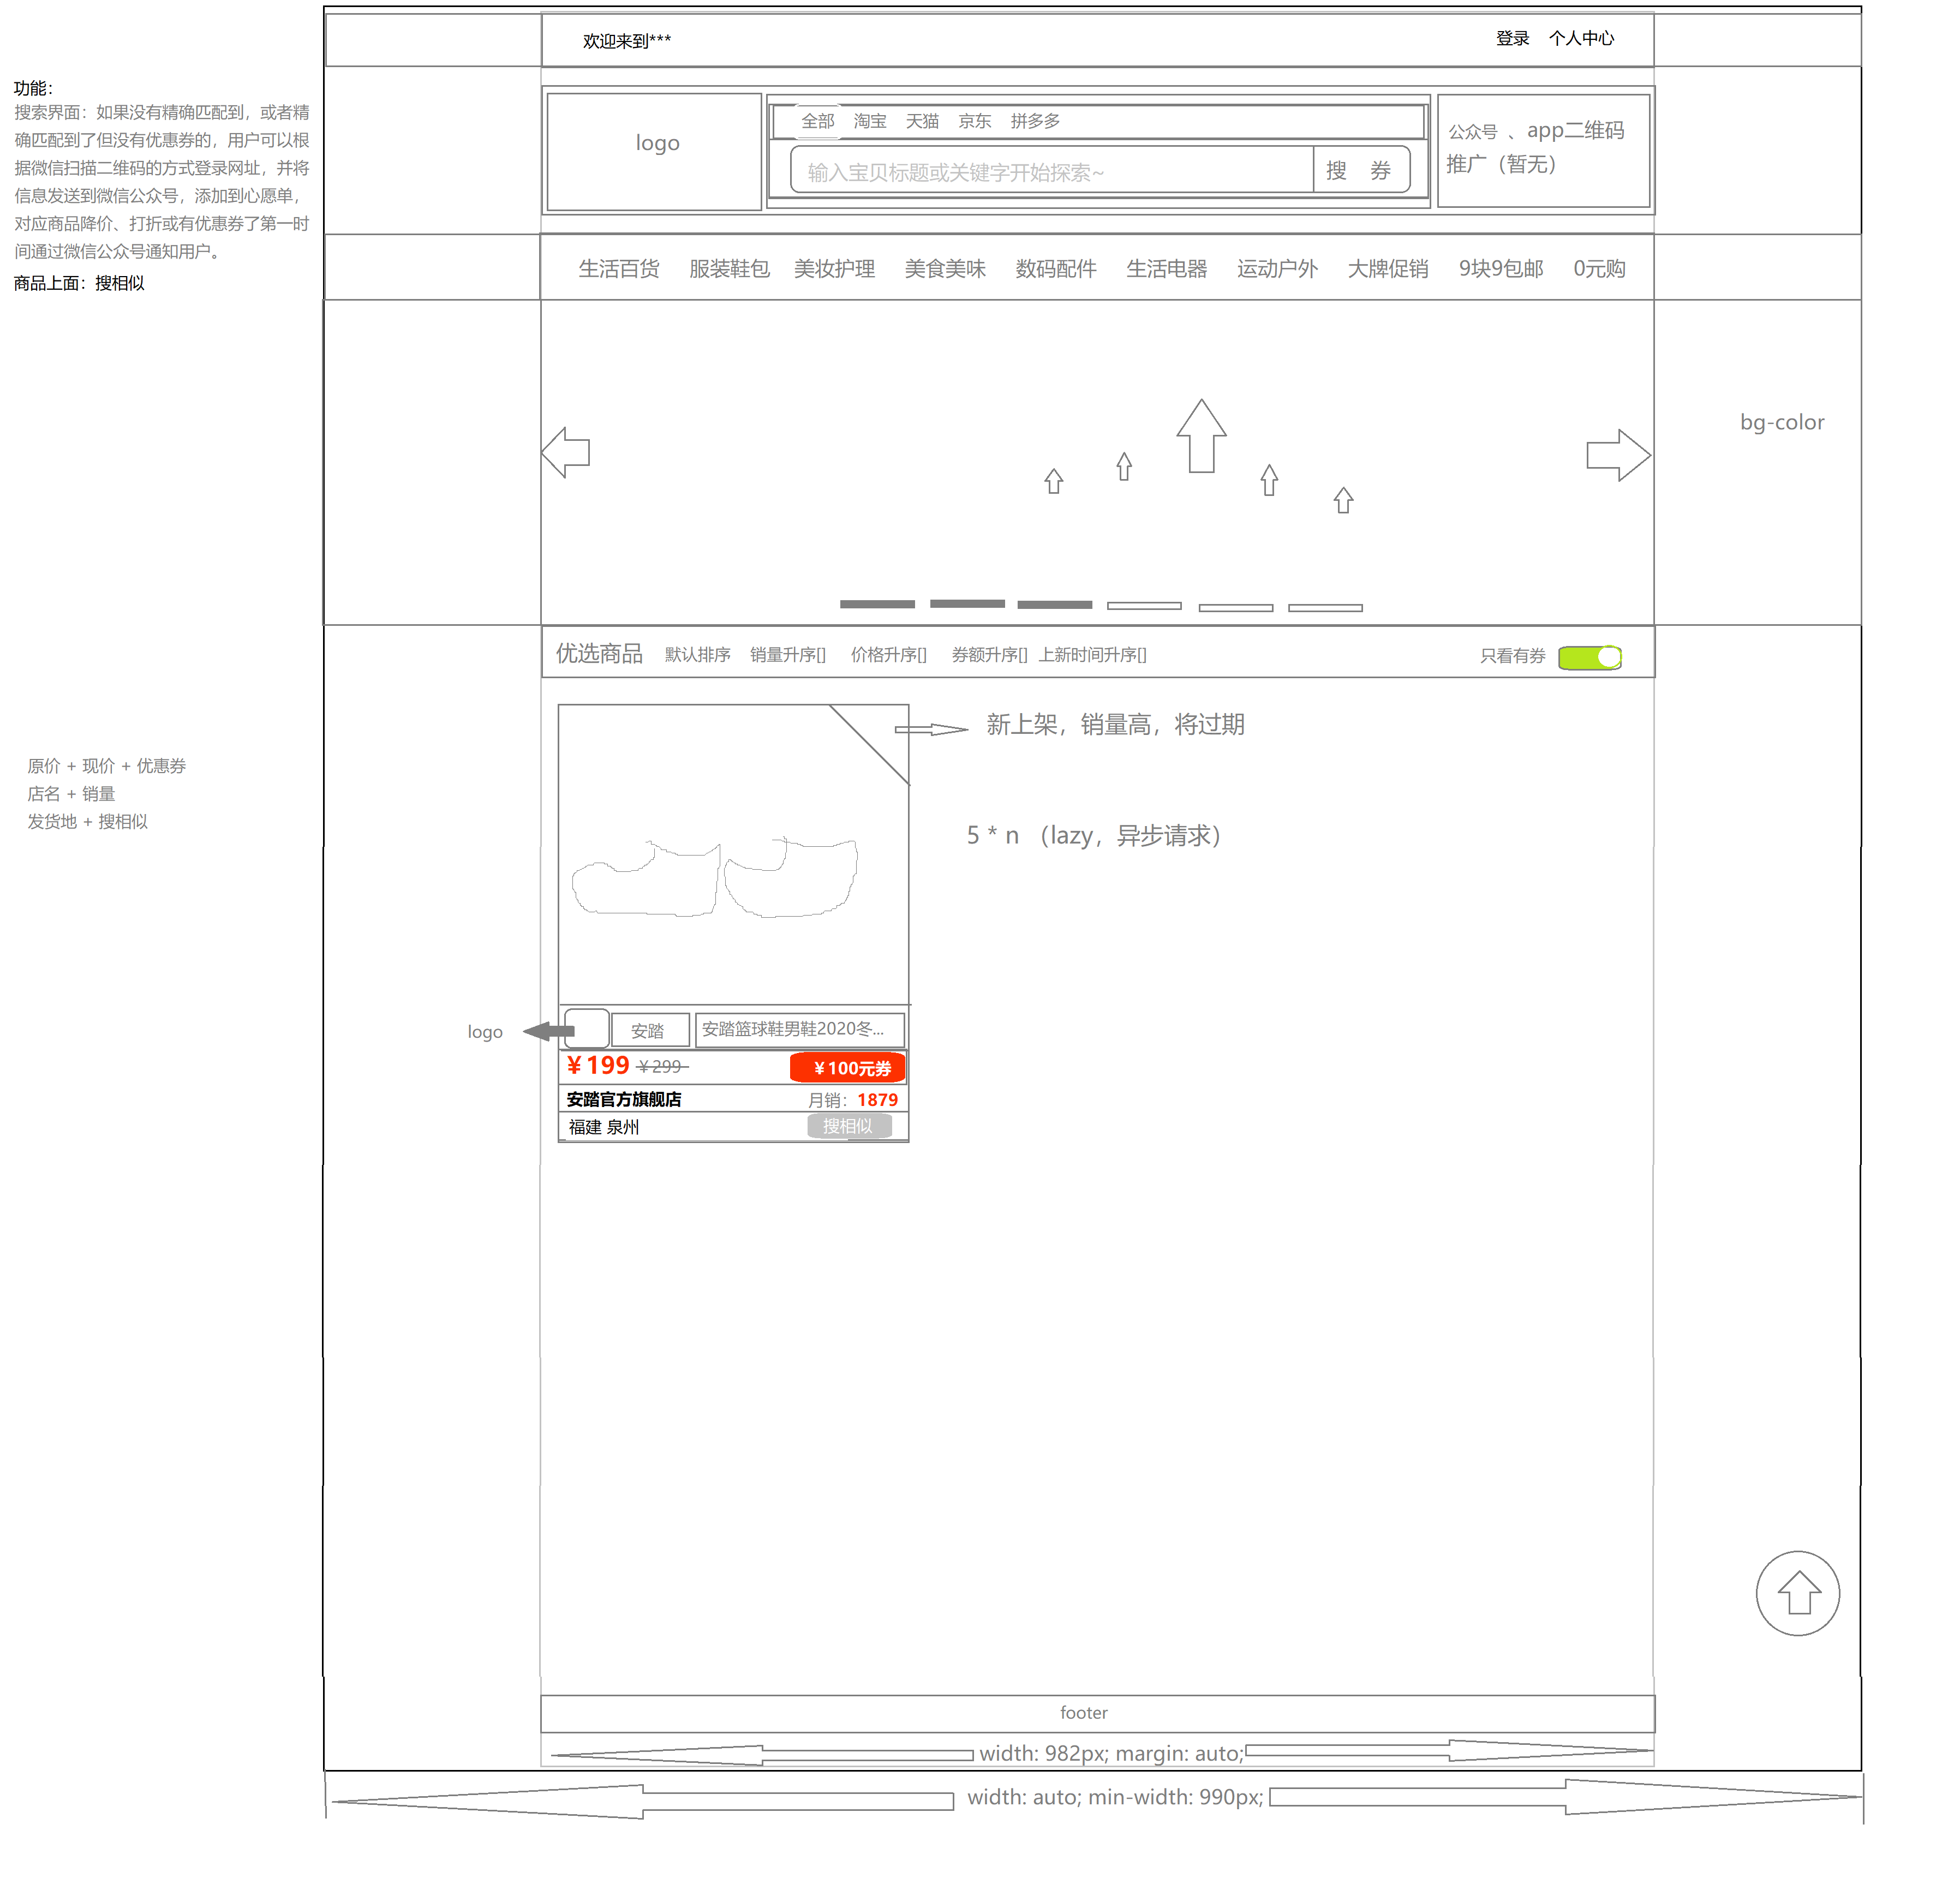 欢迎来到***
登录 个人中心
功能：
搜索界面：如果没有精确匹配到，或者精
确匹配到了但没有优惠券的，用户可以根
据微信扫描二维码的方式登录网址，并将
信息发送到微信公众号，添加到心愿单，
对应商品降价、打折或有优惠券了第一时
间通过微信公众号通知用户。
商品上面：搜相似
logo
全部 淘宝 天猫 京东 拼多多
输入宝贝标题或关键字开始探索~
搜 券
公众号 、app二维码
推广（暂无）
生活百货 服装鞋包 美妆护理 美食美味 数码配件 生活电器 运动户外 大牌促销 9块9包邮 0元购
bg-color
优选商品 默认排序 销量升序[] 价格升序[] 券额升序[] 上新时间升序[]
只看有券
新上架，销量高，将过期
原价 + 现价 + 优惠券
店名 + 销量
发货地 + 搜相似
5 * n （lazy，异步请求）
logo
安踏
安踏篮球鞋男鞋2020冬...
￥199 ￥299
￥100元券
安踏官方旗舰店
月销：1879
福建 泉州
搜相似
footer
width: 982px; margin: auto;
width: auto; min-width: 990px;